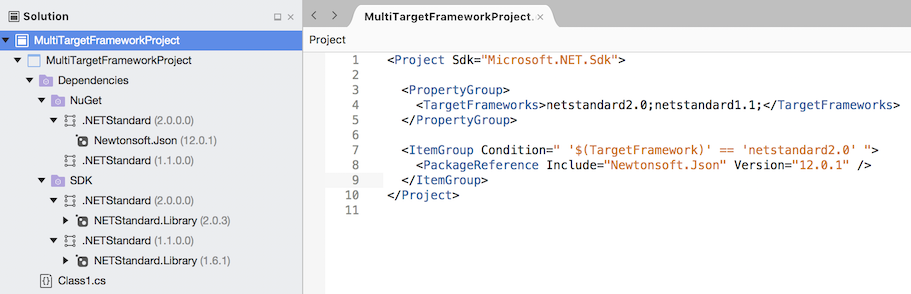 Solution
MultiTargetFrameworkProject
MultiTargetFrameworkProject
Dependencies
NuGet
.NETStandard (2.0.0.0)
Newtonsoft.Json (12.0.1)
.NETStandard (1.1.0.0)
SDK
.NETStandard (2.0.0.0)
NETStandard.Library (2.0.3)
.NETStandard (1.1.0.0)
NETStandard.Library (1.6.1)
Class1.cs
MultiTargetFrameworkProject.
Project
1 <Project Sdk="Microsoft.NET.Sdk">
2
3 <PropertyGroup>
4 <TargetFrameworks>netstandard2.0;netstandard1.1;</TargetFrameworks>
5 </PropertyGroup>
6
7 <ItemGroup Condition=" '$(TargetFramework)' == 'netstandard2.0' ">
8 <PackageReference Include="Newtonsoft.Json" Version="12.0.1" />
9 </ItemGroup>
10 </Project>
11